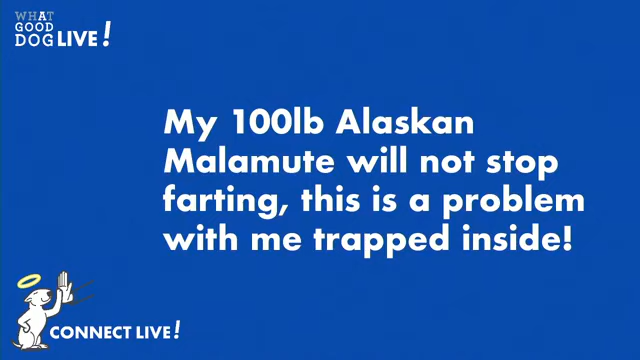 WHAT
GOOD
DOG LIVE!
My 100lb Alaskan
Malamute will not stop
farting, this is a problem
with me trapped inside!
CONNECT LIVE!